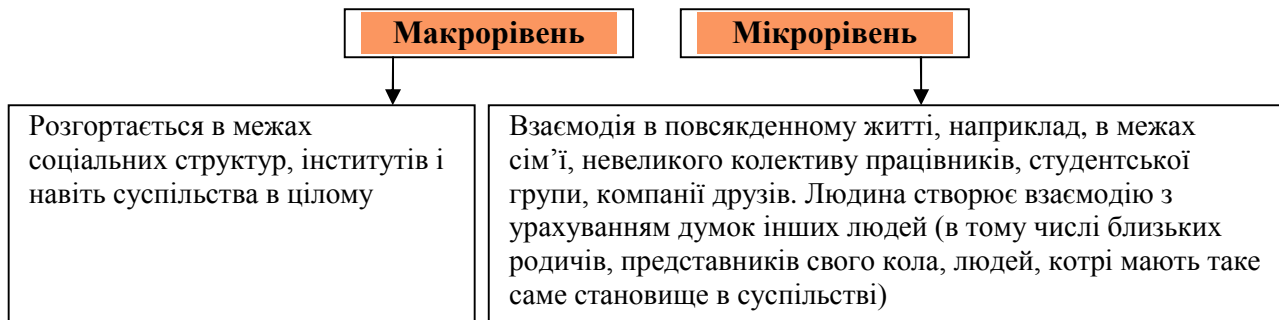 Макрорівень
Мікрорівень
Розгортається в межах
соціальних структур, інститутів і
навіть суспільства в цілому
Взаємодія в повсякденному житті, наприклад, в межах
сім’ї, невеликого колективу працівників, студентської
групи, компанії друзів. Людина створює взаємодію з
урахуванням думок інших людей (в тому числі близьких
родичів, представників свого кола, людей, котрі мають таке
саме становище в суспільстві)